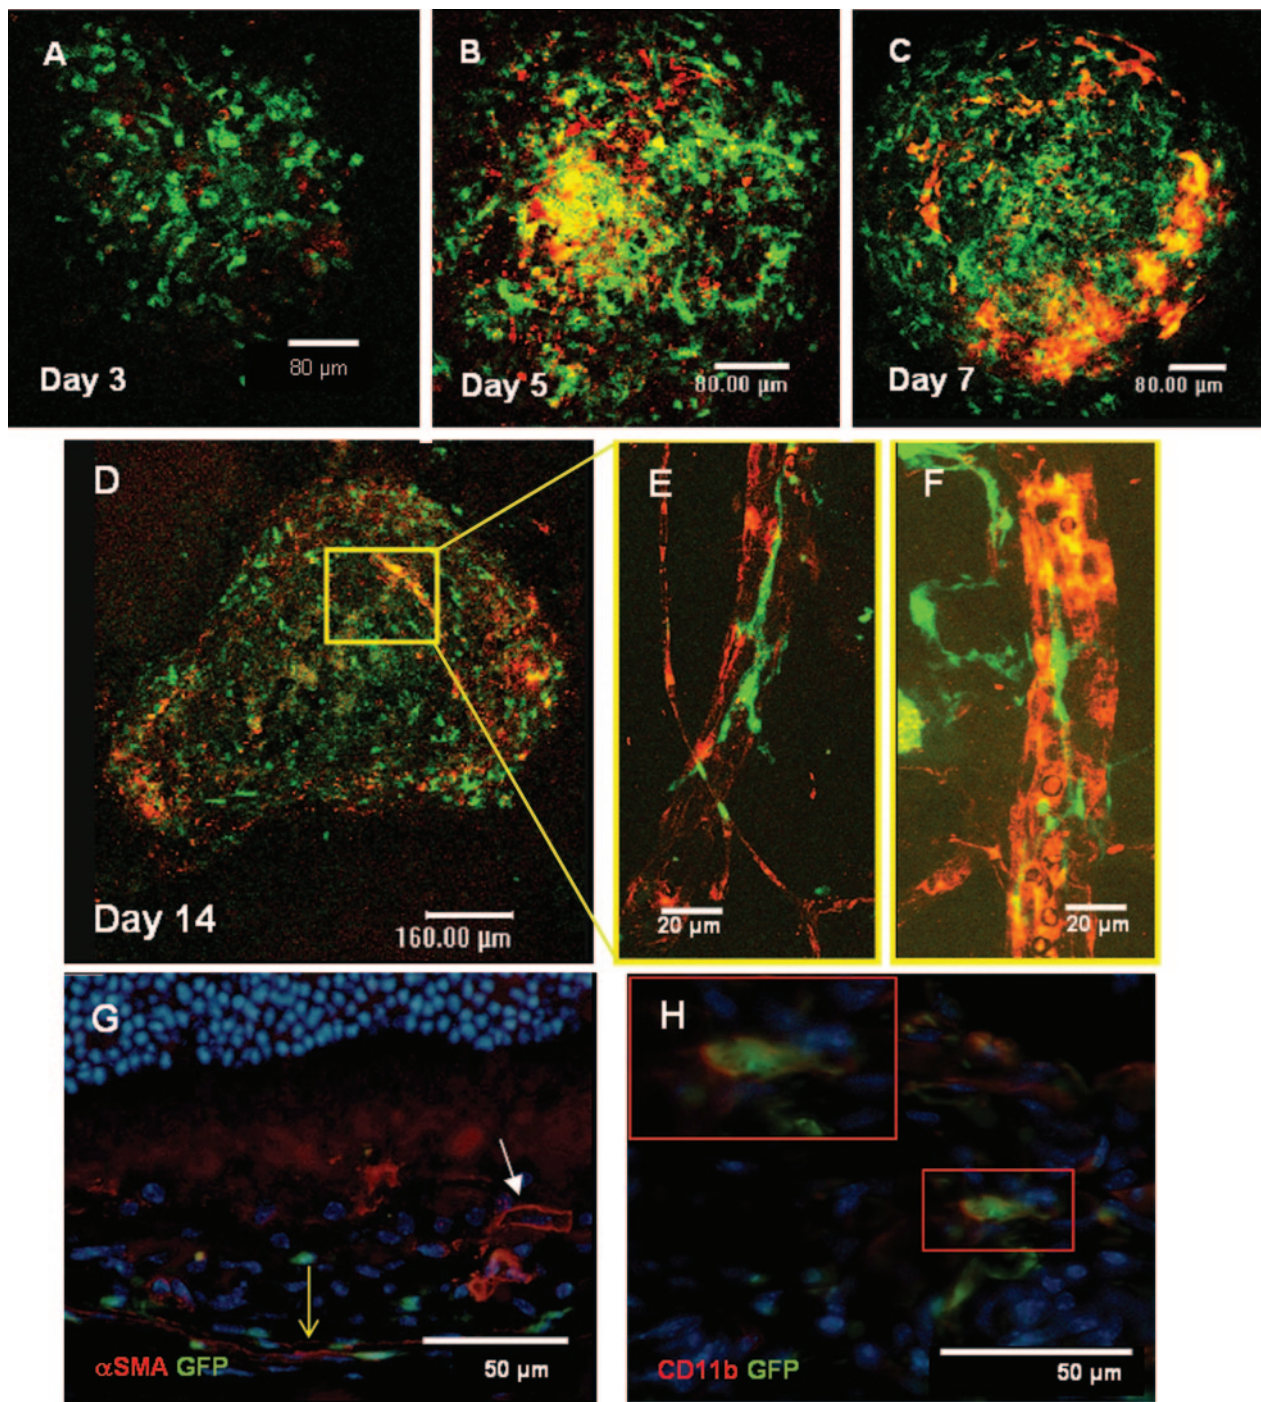 A
80 µm
Day 3
B
80.00 µm
Day 5
C
80.00 µm
Day 7
D
160.00 µm
Day 14
E
20 µm
F
20 µm
G
αSMA GFP
50 µm
H
CD11b GFP
50 µm